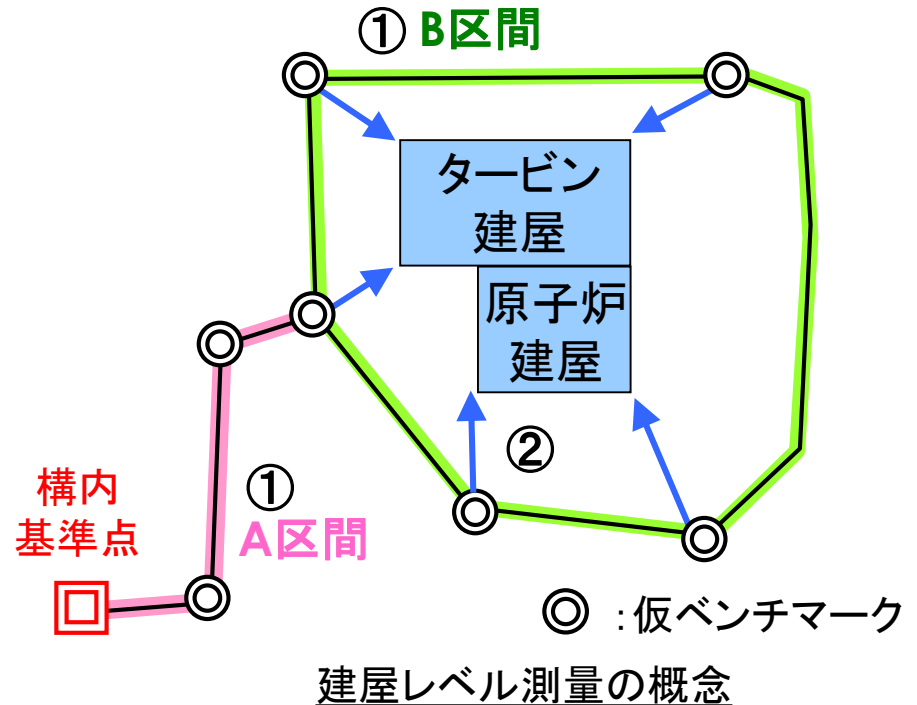 ① B区間
タービン
建屋
原子炉
建屋
②
①
A区間
構内
基準点
◎ :仮ベンチマーク
建屋レベル測量の概念